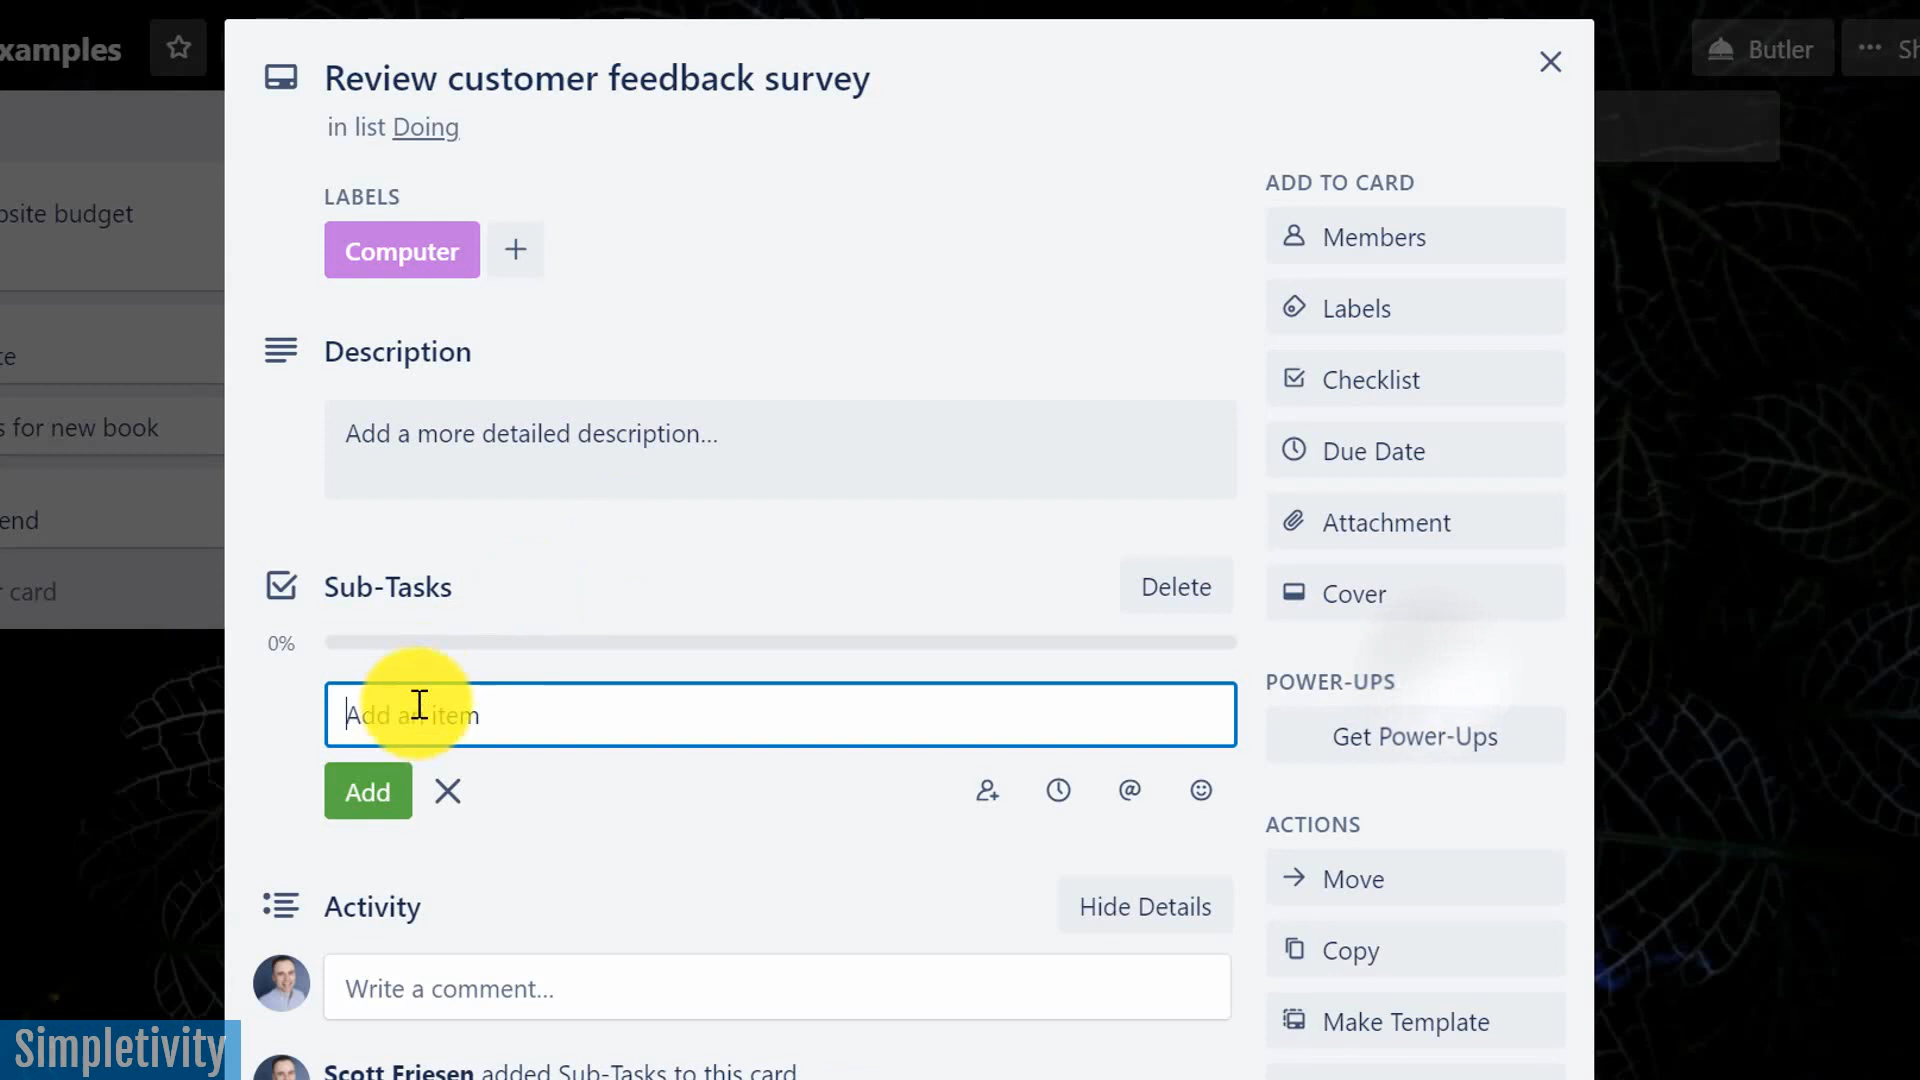 xamples
Butler
Sh
osite budget
te
s for new book
end
card
Review customer feedback survey
in list Doing
LABELS
Computer
Description
Add a more detailed description...
Sub-Tasks
Delete
0%
Add an item
Add
Activity
Hide Details
Write a comment...
Scott Friesen added Sub-Tasks to this card
ADD TO CARD
Members
Labels
Checklist
Due Date
Attachment
Cover
POWER-UPS
Get Power-Ups
ACTIONS
Move
Copy
Make Template
Simpletivity